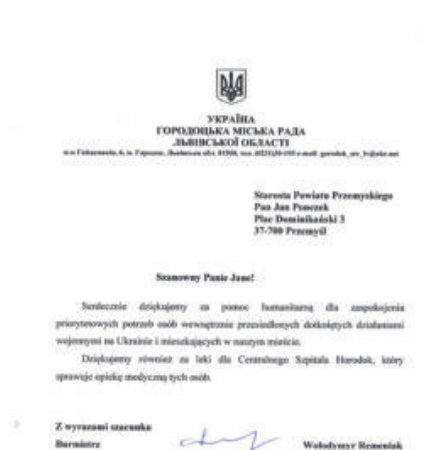 УКРАЇНА
ГОРОДОЦЬКА МІСЬКА РАДА
ЛЬВІВСЬКОЇ ОБЛАСТІ
Starosta Powiatu Przemyskiego
Pan Jan Pączek
Plac Dominikański 3
37-700 Przemyśl
Szanowny Panie Jane!
Serdecznie dziękujemy za pomoc humanitarną dla zaspokojenia
priorytetowych potrzeb osób wewnętrznie przesiedlonych dotkniętych działaniami
wojennymi na Ukrainie i mieszkających w naszym mieście.
Dziękujemy również za leki dla Centralnego Szpitala Horodok, który
sprawuje opiekę medyczną tych osób.
Z wyrazami szacunku
Burmistrz
Wołodymyr Remeniak